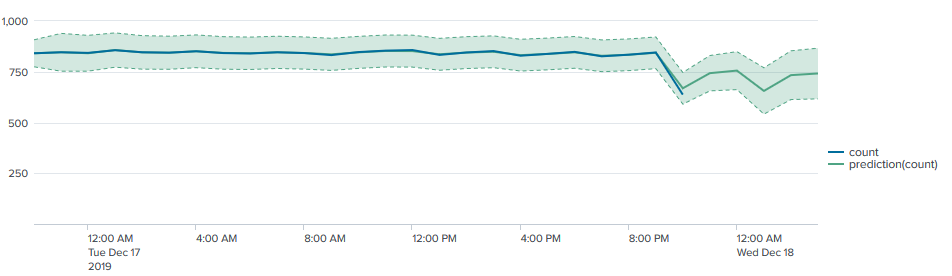 1,000
750
500
250
12:00 AM
Tue Dec 17
2019
4:00 AM
8:00 AM
12:00 PM
4:00 PM
8:00 PM
12:00 AM
Wed Dec 18
count
prediction(count)